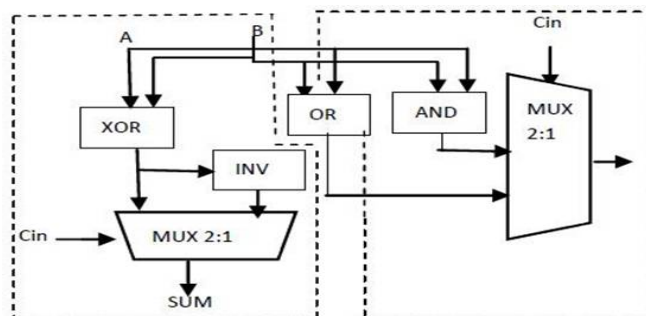 Cin
A
B
XOR
OR
AND
MUX
2:1
INV
Cin
MUX 2:1
SUM